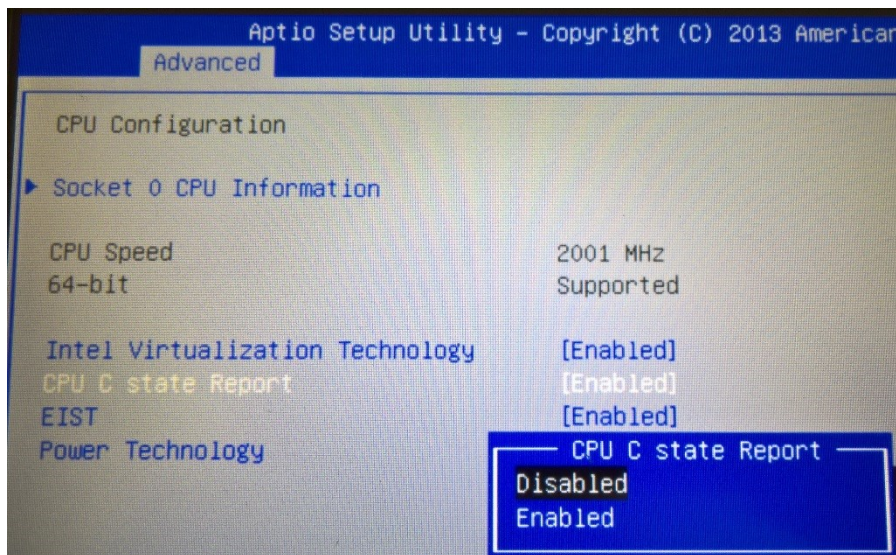 Aptio Setup Utility – Copyright (C) 2013 American
Advanced
CPU Configuration
Socket 0 CPU Information
CPU Speed 2001 MHz
64-bit Supported
Intel Virtualization Technology [Enabled]
CPU C state Report [Enabled]
EIST [Enabled]
Power Technology
CPU C state Report
Disabled
Enabled